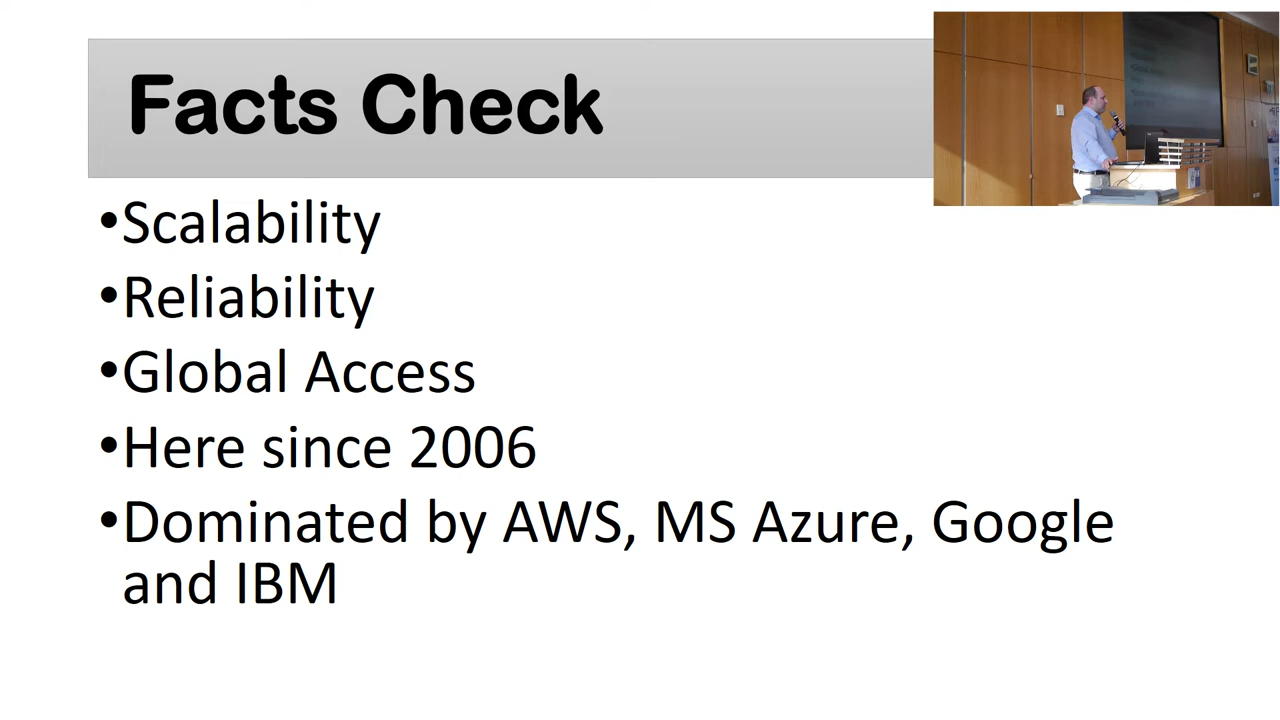 Facts Check
•Scalability
•Reliability
•Global Access
•Here since 2006
•Dominated by AWS, MS Azure, Google
and IBM